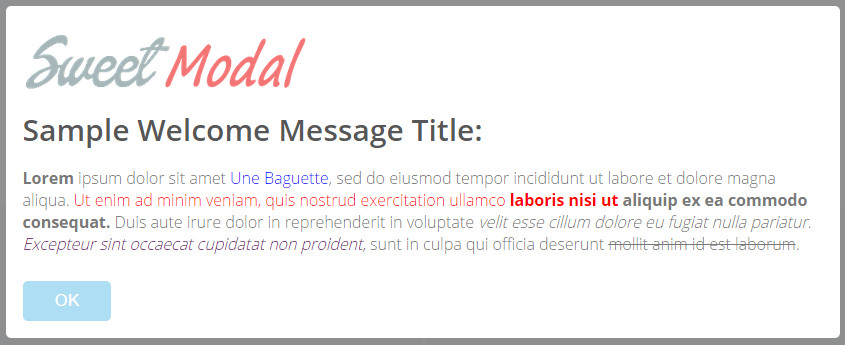 Sweet Modal
Sample Welcome Message Title:
Lorem ipsum dolor sit amet Une Baguette, sed do eiusmod tempor incididunt ut labore et dolore magna
aliqua. Ut enim ad minim veniam, quis nostrud exercitation ullamco laboris nisi ut aliquip ex ea commodo
consequat. Duis aute irure dolor in reprehenderit in voluptate velit esse cillum dolore eu fugiat nulla pariatur.
Excepteur sint occaecat cupidatat non proident, sunt in culpa qui officia deserunt mollit anim id est laborum.
OK